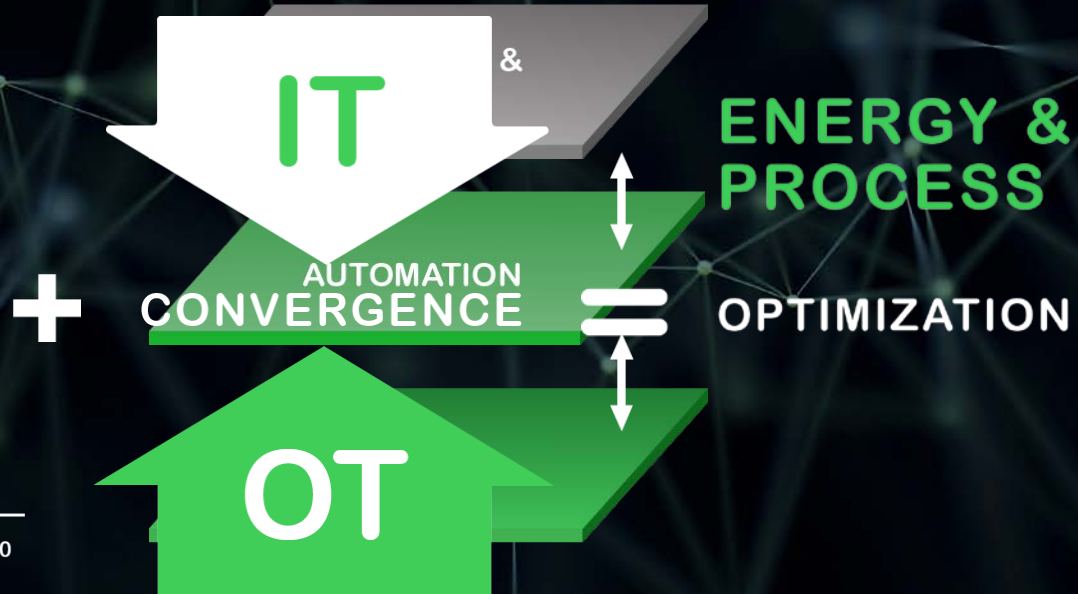 &
IT
ENERGY &
PROCESS
+
AUTOMATION
CONVERGENCE
=
OPTIMIZATION
OT
0